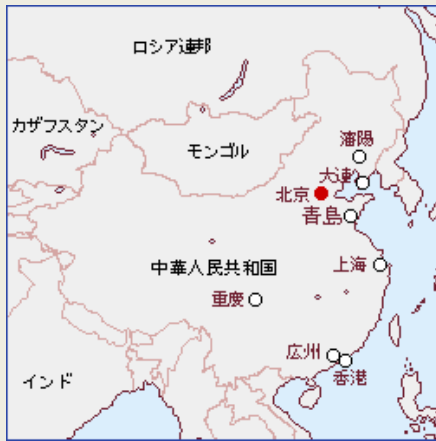 ロシア連邦
カザフスタン
モンゴル
瀋陽
大連
北京
青島
中華人民共和国
上海
重慶
広州
香港
インド